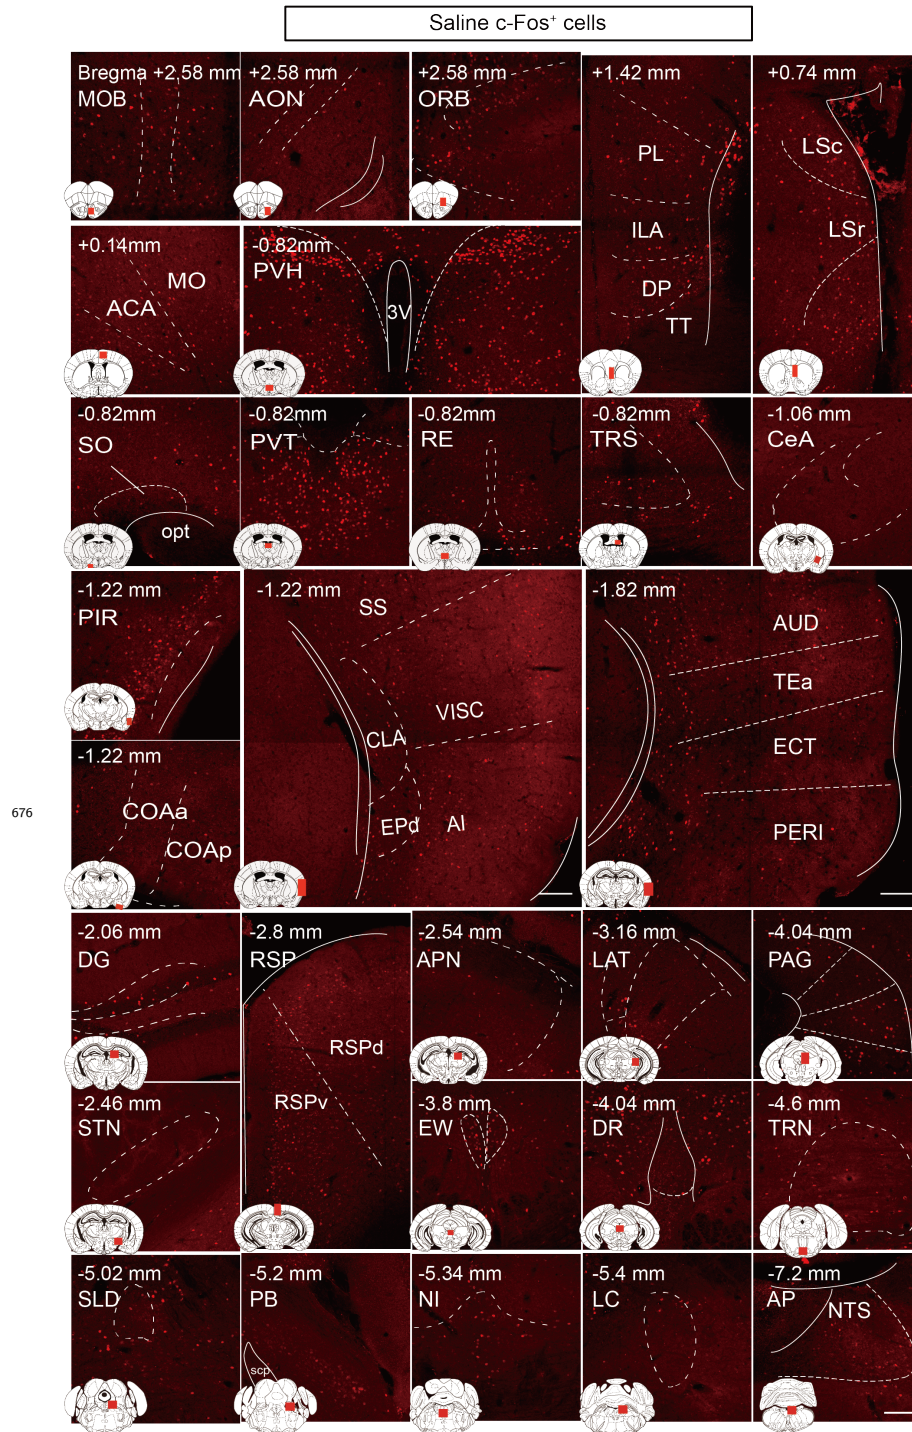 Saline c-Fos⁺ cells
Bregma +2.58 mm
MOB
+2.58 mm
AON
+2.58 mm
ORB
+1.42 mm
PL
ILA
DP
TT
+0.74 mm
LSc
LSr
+0.14mm
MO
ACA
-0.82mm
PVH
3V
-0.82mm
SO
opt
-0.82mm
PVT
-0.82mm
RE
-0.82mm
TRS
-1.06 mm
CeA
-1.22 mm
PIR
-1.22 mm
SS
VISC
CLA
EPd
AI
-1.82 mm
AUD
TEa
ECT
PERI
-1.22 mm
COAa
COAp
676
-2.06 mm
DG
-2.8 mm
RSP
RSPd
RSPv
-2.54 mm
APN
-3.16 mm
LAT
-4.04 mm
PAG
-2.46 mm
STN
-3.8 mm
EW
-4.04 mm
DR
-4.6 mm
TRN
-5.02 mm
SLD
-5.2 mm
PB
scp
-5.34 mm
NI
-5.4 mm
LC
-7.2 mm
AP
NTS